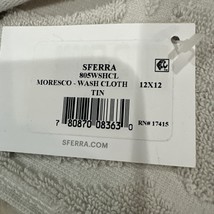 SFERRA
805WSHCL
MORESCO - WASH CLOTH 12X12
TIN
7 80870 08363 0
RN# 17415
SFERRA.COM